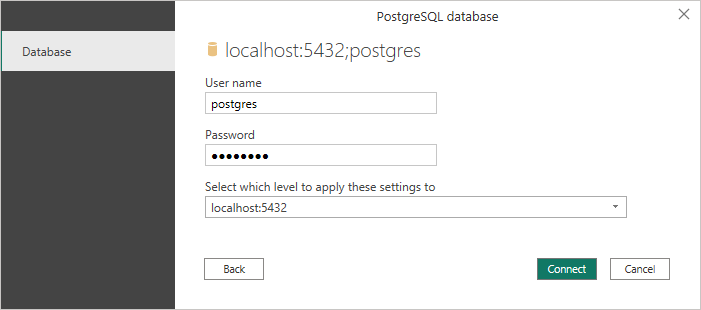 PostgreSQL database
Database
localhost:5432;postgres
User name
postgres
Password
●●●●●●●●
Select which level to apply these settings to
localhost:5432
Back
Connect
Cancel